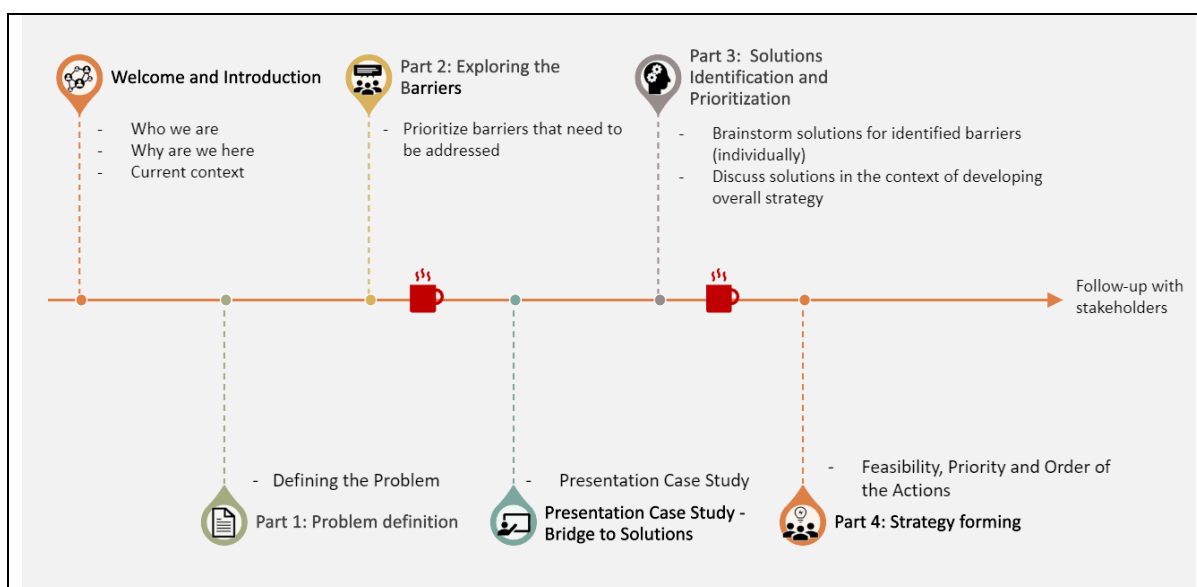 Welcome and Introduction
- Who we are
- Why are we here
- Current context
Part 2: Exploring the
Barriers
- Prioritize barriers that need to
be addressed
Part 3: Solutions
Identification and
Prioritization
- Brainstorm solutions for identified barriers
(individually)
- Discuss solutions in the context of developing
overall strategy
Follow-up with
stakeholders
- Defining the Problem
Part 1: Problem definition
- Presentation Case Study
Presentation Case Study -
Bridge to Solutions
- Feasibility, Priority and Order of
the Actions
Part 4: Strategy forming